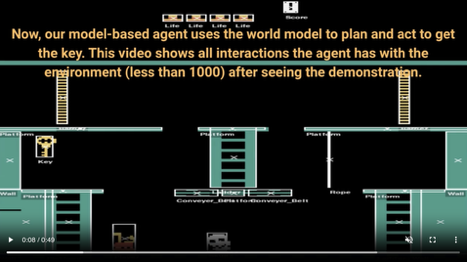 Score
Life Life Life Life
Now, our model-based agent uses the world model to plan and act to get
the key. This video shows all interactions the agent has with the
environment (less than 1000) after seeing the demonstration.
Platform Platform Platform
Key
Wall Rope Wall
Platform Conveyer_Belt Platform Conveyer_Belt Platform
0:08 / 0:49